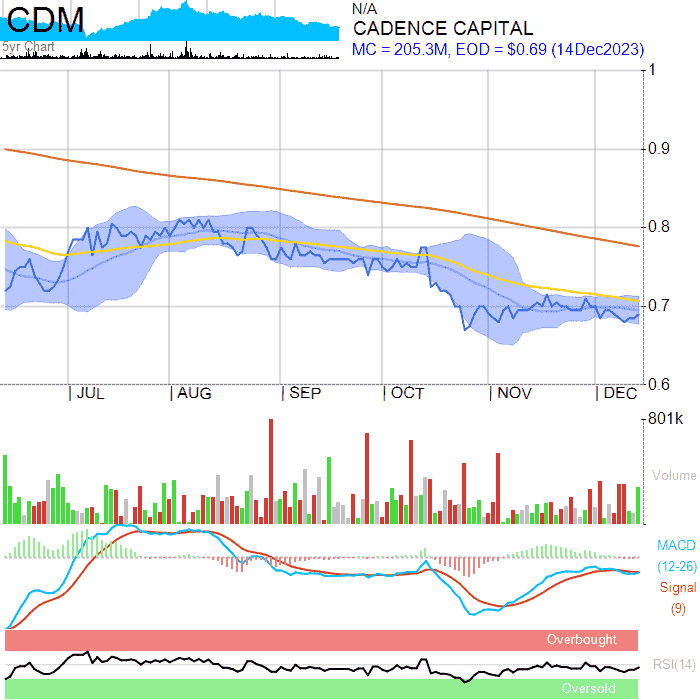 CDM
5yr Chart
N/A
CADENCE CAPITAL
MC = 205.3M, EOD = $0.69 (14Dec2023)
1
0.9
0.8
0.7
0.6
JUL AUG SEP OCT NOV DEC
801k
Volume
MACD
(12-26)
Signal
(9)
Overbought
RSI(14)
Oversold